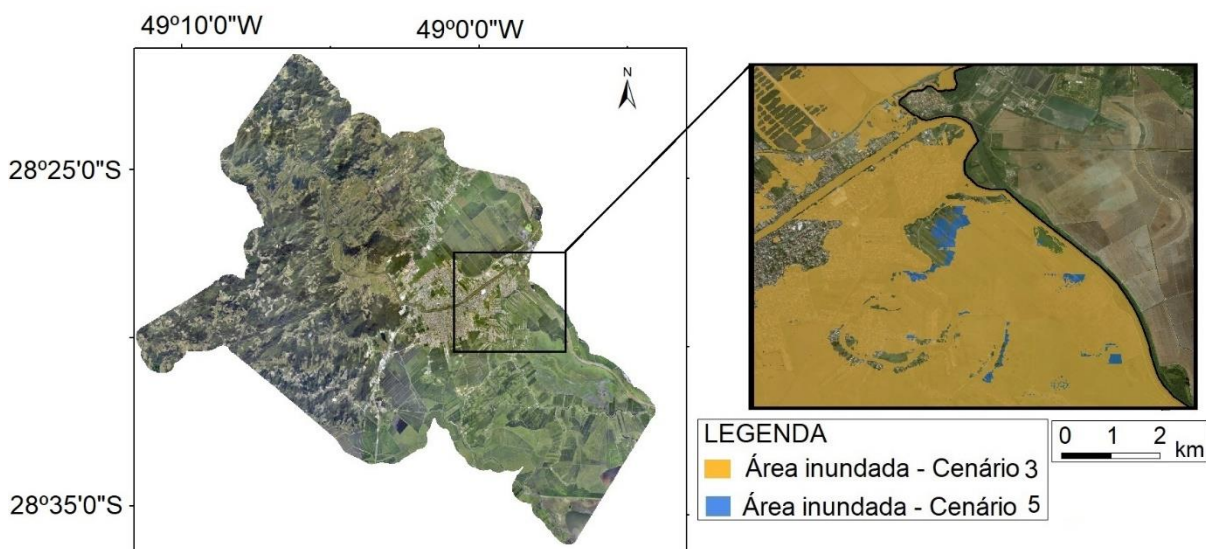 49º10'0"W
49º0'0"W
N
28º25'0"S
28º35'0"S
LEGENDA
Área inundada - Cenário 3
Área inundada - Cenário 5
0 1 2
km